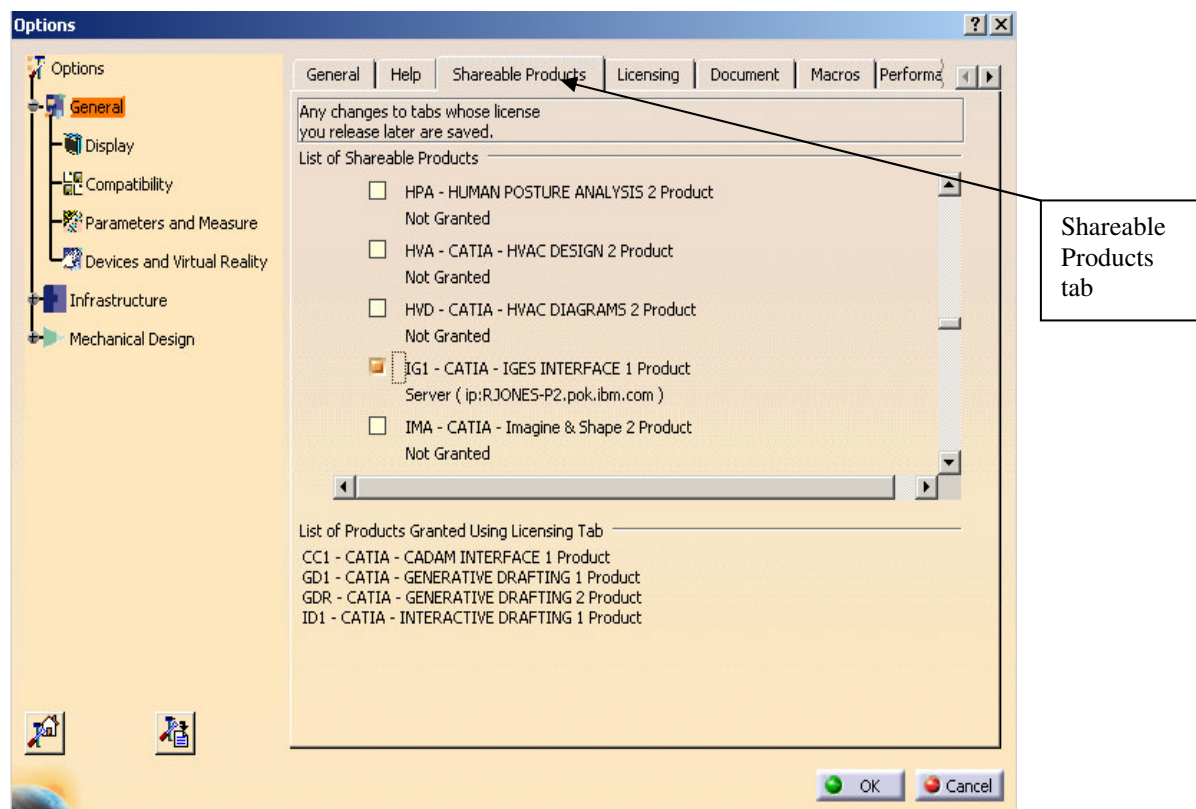 Options
Options
General
Display
Compatibility
Parameters and Measure
Devices and Virtual Reality
Infrastructure
Mechanical Design
General Help Shareable Products Licensing Document Macros Performa
Any changes to tabs whose license
you release later are saved.
List of Shareable Products
HPA - HUMAN POSTURE ANALYSIS 2 Product
Not Granted
HVA - CATIA - HVAC DESIGN 2 Product
Not Granted
HVD - CATIA - HVAC DIAGRAMS 2 Product
Not Granted
IG1 - CATIA - IGES INTERFACE 1 Product
Server ( ip:RJONES-P2.pok.ibm.com )
IMA - CATIA - Imagine & Shape 2 Product
Not Granted
List of Products Granted Using Licensing Tab
CC1 - CATIA - CADAM INTERFACE 1 Product
GD1 - CATIA - GENERATIVE DRAFTING 1 Product
GDR - CATIA - GENERATIVE DRAFTING 2 Product
ID1 - CATIA - INTERACTIVE DRAFTING 1 Product
OK Cancel
Shareable
Products
tab